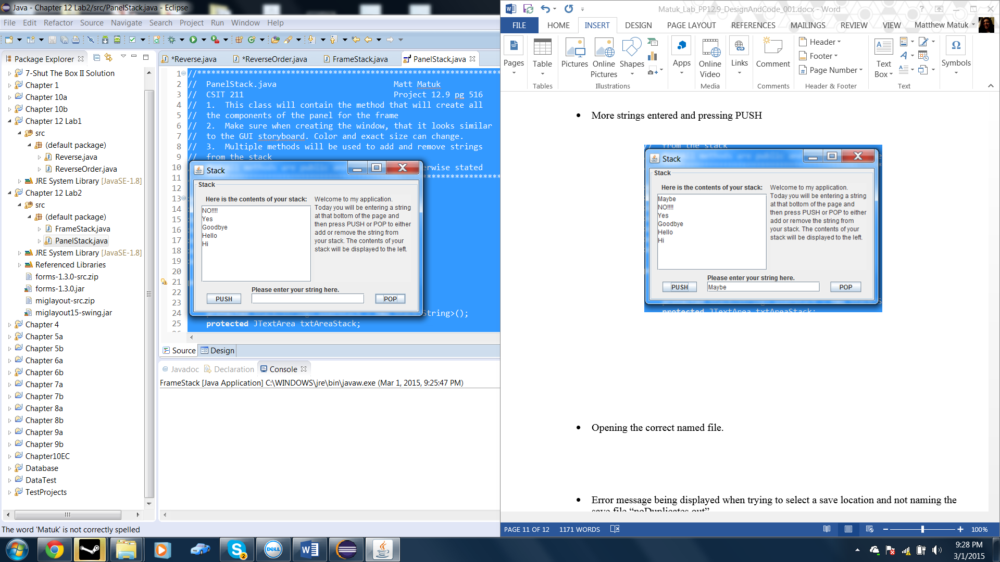 Java - Chapter 12 Lab2/src/PanelStack.java - Eclipse
File Edit Refactor Source Navigate Search Project Run Window Help
Package Explorer
7-Shut The Box II Solution
Chapter 1
Chapter 10a
Chapter 10b
Chapter 12 Lab1
src
(default package)
Reverse.java
ReverseOrder.java
JRE System Library [JavaSE-1.8]
Chapter 12 Lab2
src
(default package)
FrameStack.java
PanelStack.java
JRE System Library [JavaSE-1.8]
Referenced Libraries
forms-1.3.0-src.zip
forms-1.3.0.jar
miglayout-src.zip
miglayout15-swing.jar
Chapter 4
Chapter 5a
Chapter 5b
Chapter 6a
Chapter 6b
Chapter 7a
Chapter 7b
Chapter 8a
Chapter 8b
Chapter 9a
Chapter 9b
Chapter10EC
Database
DataTest
TestProjects
*Reverse.java *ReverseOrder.java FrameStack.java PanelStack.java
1 //*****************************************************************
2 // PanelStack.java Matt Matuk
3 // CSIT 211 Project 12.9 pg 516
4 // 1. This class will contain the method that will create all
5 // the components of the panel for the frame
6 // 2. Make sure when creating the window, that it looks similar
7 // to the GUI storyboard. Color and exact size can change.
8 // 3. Multiple methods will be used to add and remove strings
9 // from the stack
10 erwise stated
11 *****************
12
13
14
15
16
17
18
19
20
21
22
23
24 String>();
25 protected JTextArea txtAreaStack;
Stack
Stack
Here is the contents of your stack:
NO!!!!
Yes
Goodbye
Hello
Hi
Welcome to my application.
Today you will be entering a string
at that bottom of the page and
then press PUSH or POP to either
add or remove the string from
your stack. The contents of your
stack will be displayed to the left.
Please enter your string here.
PUSH POP
Source Design
@ Javadoc Declaration Console
FrameStack [Java Application] C:\WINDOWS\jre\bin\javaw.exe (Mar 1, 2015, 9:25:47 PM)
The word 'Matuk' is not correctly spelled
Matuk_Lab_PP12.9_DesignAndCode_001.docx - Word
FILE HOME INSERT DESIGN PAGE LAYOUT REFERENCES MAILINGS REVIEW VIEW Matthew Matuk
Pages
Table
Tables
Pictures
Online Pictures
Shapes
Illustrations
Apps
Online Video
Media
Links
Comment
Comments
Header
Footer
Page Number
Header & Footer
Text Box
Text
Symbols
• More strings entered and pressing PUSH
from the stack
Stack
Stack
Here is the contents of your stack:
Maybe
NO!!!!
Yes
Goodbye
Hello
Hi
Welcome to my application.
Today you will be entering a string
at that bottom of the page and
then press PUSH or POP to either
add or remove the string from
your stack. The contents of your
stack will be displayed to the left.
Please enter your string here.
PUSH Maybe POP
protected JTextArea txtAreaStack;
• Opening the correct named file.
• Error message being displayed when trying to select a save location and not naming the
save file “noDuplicates.out”
PAGE 11 OF 12 1171 WORDS 100%
DELL
9:28 PM
3/1/2015